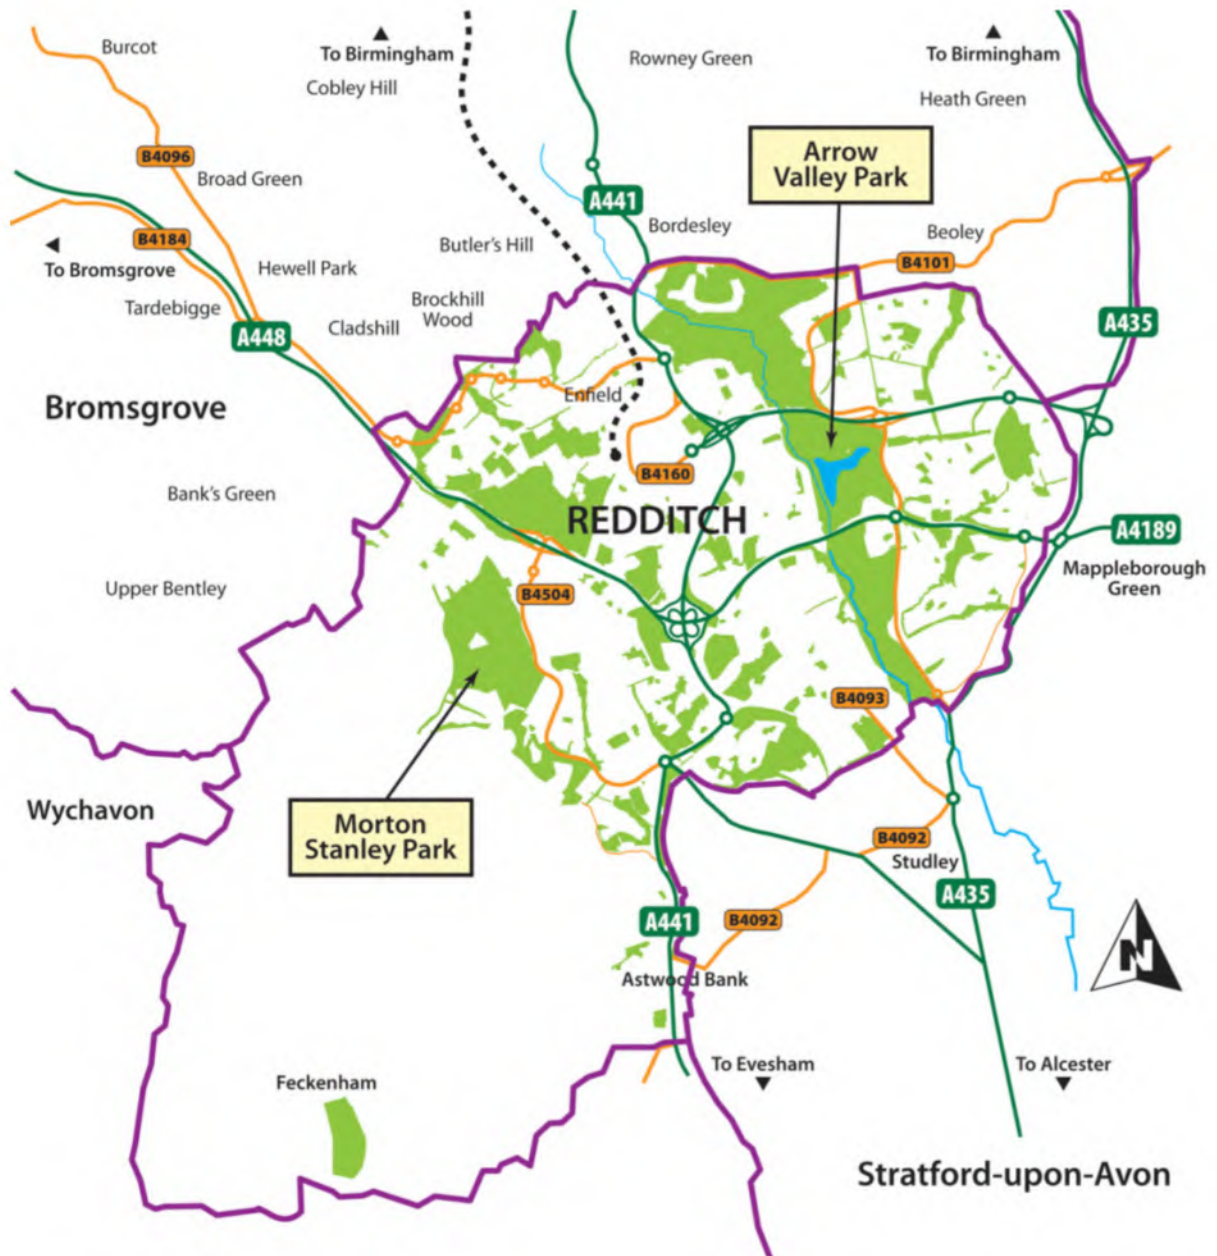 Burcot
To Birmingham
Cobley Hill
Rowney Green
To Birmingham
Heath Green
B4096
Broad Green
Arrow
Valley Park
A441
Bordesley
Beoley
B4101
B4184
To Bromsgrove
Butler's Hill
Hewell Park
Tardebigge
Brockhill
Wood
Cladshill
A448
A435
Bromsgrove
Enfield
B4160
Bank's Green
REDDITCH
A4189
Mappleborough
Green
Upper Bentley
B4504
B4093
Wychavon
Morton
Stanley Park
B4092
Studley
A435
A441
B4092
N
Astwood Bank
To Evesham
To Alcester
Feckenham
Stratford-upon-Avon